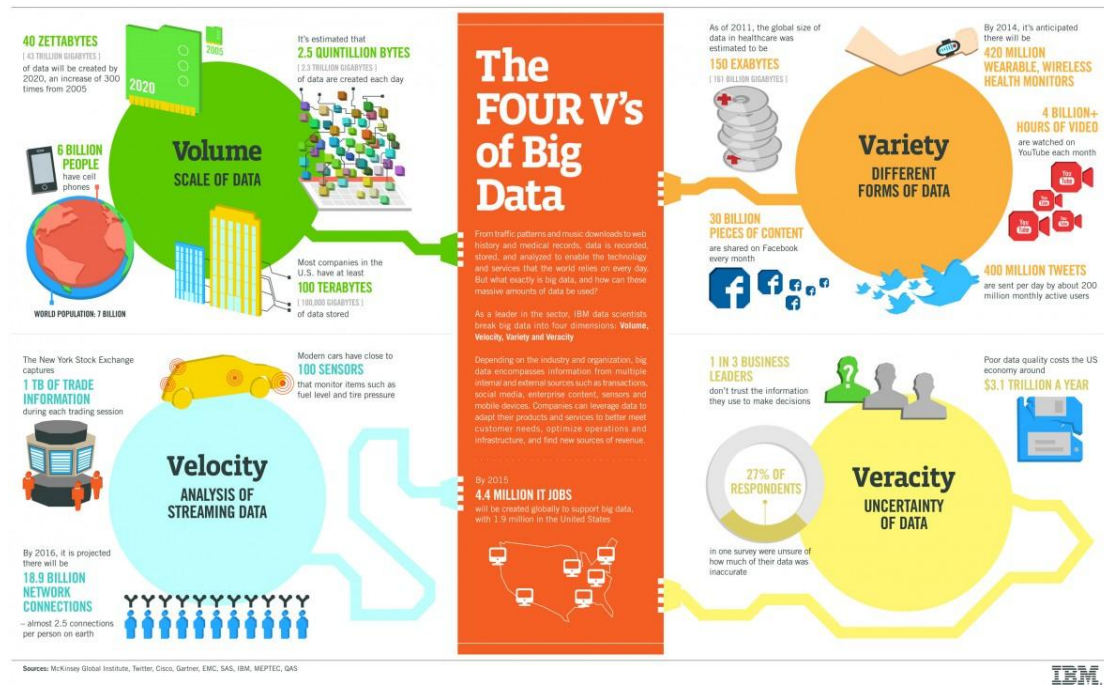 40 ZETTABYTES
[ 43 TRILLION GIGABYTES ]
of data will be created by
2020, an increase of 300
times from 2005
2005
2020
It's estimated that
2.5 QUINTILLION BYTES
[ 2.3 TRILLION GIGABYTES ]
of data are created each day
6 BILLION
PEOPLE
have cell
phones
WORLD POPULATION: 7 BILLION
Volume
SCALE OF DATA
Most companies in the
U.S. have at least
100 TERABYTES
[ 100,000 GIGABYTES ]
of data stored
The New York Stock Exchange
captures
1 TB OF TRADE
INFORMATION
during each trading session
Modern cars have close to
100 SENSORS
that monitor items such as
fuel level and tire pressure
Velocity
ANALYSIS OF
STREAMING DATA
By 2016, it is projected
there will be
18.9 BILLION
NETWORK
CONNECTIONS
– almost 2.5 connections
per person on earth
The
FOUR V's
of Big
Data
From traffic patterns and music downloads to web
history and medical records, data is recorded,
stored, and analyzed to enable the technology
and services that the world relies on every day.
But what exactly is big data, and how can these
massive amounts of data be used?
As a leader in the sector, IBM data scientists
break big data into four dimensions: Volume,
Velocity, Variety and Veracity
Depending on the industry and organization, big
data encompasses information from multiple
internal and external sources such as transactions,
social media, enterprise content, sensors and
mobile devices. Companies can leverage data to
adapt their products and services to better meet
customer needs, optimize operations and
infrastructure, and find new sources of revenue.
By 2015
4.4 MILLION IT JOBS
will be created globally to support big data,
with 1.9 million in the United States
As of 2011, the global size of
data in healthcare was
estimated to be
150 EXABYTES
[ 161 BILLION GIGABYTES ]
By 2014, it's anticipated
there will be
420 MILLION
WEARABLE, WIRELESS
HEALTH MONITORS
4 BILLION+
HOURS OF VIDEO
are watched on
YouTube each month
You
Tube
You
Tube
You
Tube
You
Tube
You
Tube
Variety
DIFFERENT
FORMS OF DATA
30 BILLION
PIECES OF CONTENT
are shared on Facebook
every month
f
f
f
f
f
f
f
400 MILLION TWEETS
are sent per day by about 200
million monthly active users
1 IN 3 BUSINESS
LEADERS
don't trust the information
they use to make decisions
?
Poor data quality costs the US
economy around
$3.1 TRILLION A YEAR
27% OF
RESPONDENTS
in one survey were unsure of
how much of their data was
inaccurate
Veracity
UNCERTAINTY
OF DATA
Sources: McKinsey Global Institute, Twitter, Cisco, Gartner, EMC, SAS, IBM, MEPTEC, QAS
IBM.